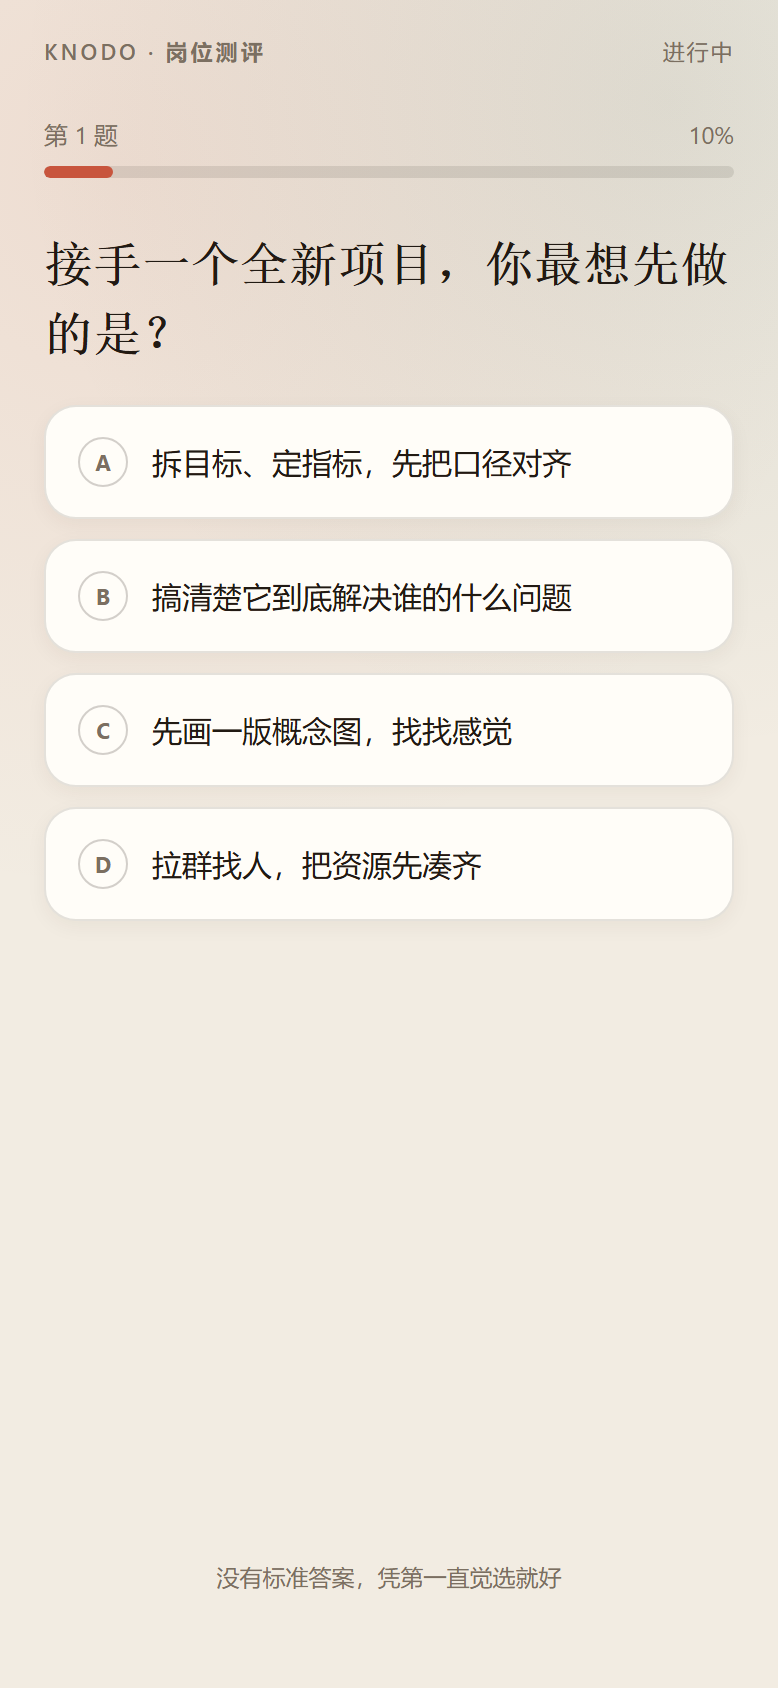 KNODO · 岗位测评
进行中
第 1 题
10%
接手一个全新项目，你最想先做
的是？
A 拆目标、定指标，先把口径对齐
B 搞清楚它到底解决谁的什么问题
C 先画一版概念图，找找感觉
D 拉群找人，把资源先凑齐
没有标准答案，凭第一直觉选就好